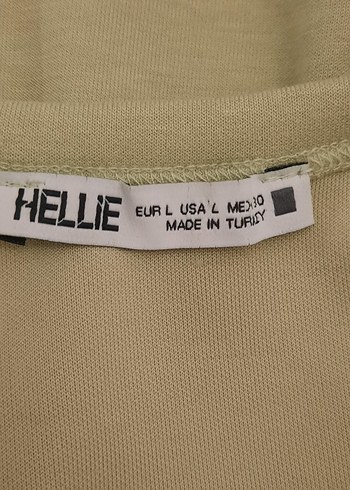 HELLIE
EUR L USA L MEX 30
MADE IN TURKEY